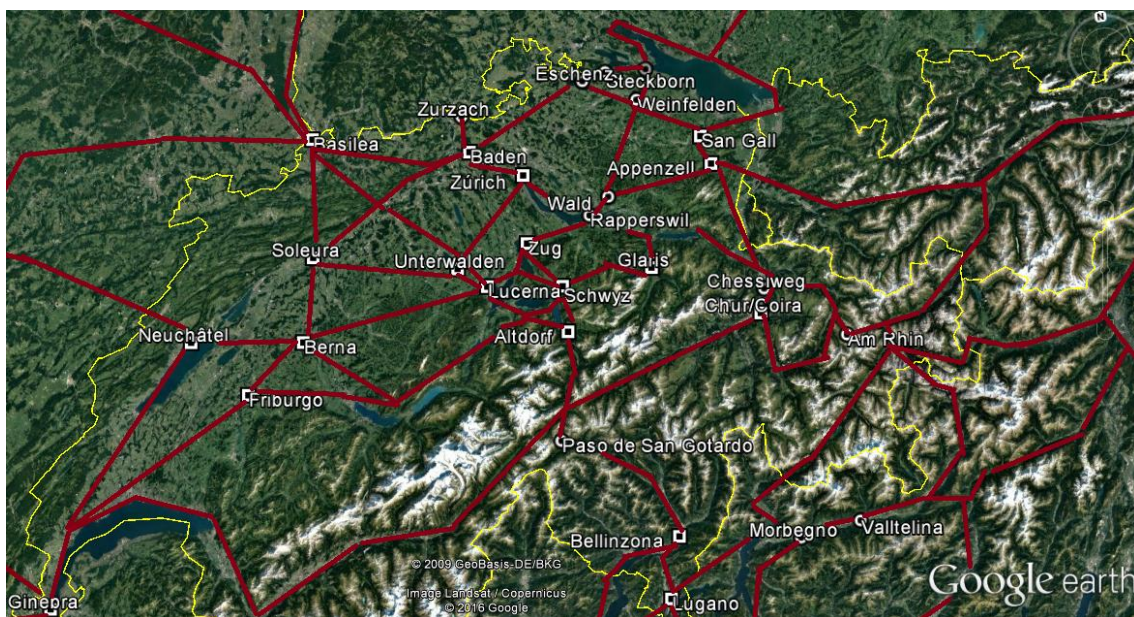 N
Eschenz
Steckborn
Weinfelden
Zurzach
Basilea
San Gall
Baden
Appenzell
Zúrich
Wald
Rapperswil
Soleura
Zug
Unterwalden
Glaris
Lucerna
Schwyz
Chessiweg
Chur/Coira
Neuchâtel
Berna
Altdorf
Am Rhin
Friburgo
Paso de San Gotardo
Bellinzona
Morbegno
Valltelina
© 2009 GeoBasis-DE/BKG
Image Landsat / Copernicus
© 2016 Google
Google earth
Ginebra
Lugano